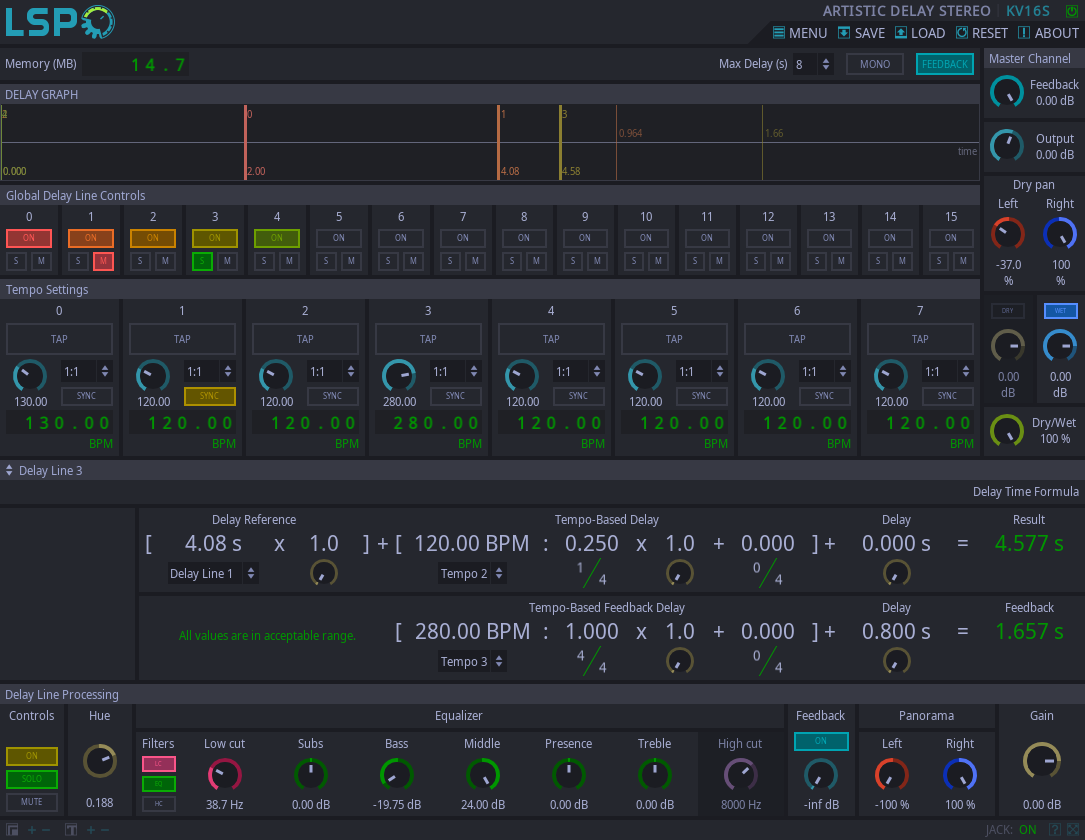 LSP
ARTISTIC DELAY STEREO KV16S
MENU SAVE LOAD RESET ABOUT
Memory (MB) 14.7 Max Delay (s) 8 MONO FEEDBACK
DELAY GRAPH
0 1 3
0.964 1.66
time
0.000 2.00 4.08 4.58
Global Delay Line Controls
0 1 2 3 4 5 6 7 8 9 10 11 12 13 14 15
ON ON ON ON ON ON ON ON ON ON ON ON ON ON ON ON
S M S M S M S M S M S M S M S M S M S M S M S M S M S M S M S M
Tempo Settings
0 1 2 3 4 5 6 7
TAP TAP TAP TAP TAP TAP TAP TAP
1:1 1:1 1:1 1:1 1:1 1:1 1:1 1:1
SYNC SYNC SYNC SYNC SYNC SYNC SYNC SYNC
130.00 120.00 120.00 280.00 120.00 120.00 120.00 120.00
130.00 120.00 120.00 280.00 120.00 120.00 120.00 120.00
BPM BPM BPM BPM BPM BPM BPM BPM
Master Channel
Feedback
0.00 dB
Output
0.00 dB
Dry pan
Left Right
-37.0 100
% %
DRY WET
0.00 0.00
dB dB
Dry/Wet
100 %
Delay Line 3
Delay Time Formula
Delay Reference Tempo-Based Delay Delay Result
[ 4.08 s x 1.0 ] + [ 120.00 BPM : 0.250 x 1.0 + 0.000 ] + 0.000 s = 4.577 s
Delay Line 1 Tempo 2 1/4 0/4
Tempo-Based Feedback Delay Delay Feedback
All values are in acceptable range. [ 280.00 BPM : 1.000 x 1.0 + 0.000 ] + 0.800 s = 1.657 s
Tempo 3 4/4 0/4
Delay Line Processing
Controls Hue Equalizer Feedback Panorama Gain
ON SOLO MUTE
0.188
Filters Low cut Subs Bass Middle Presence Treble High cut ON Left Right
LC EQ HC
38.7 Hz 0.00 dB -19.75 dB 24.00 dB 0.00 dB 0.00 dB 8000 Hz -inf dB -100 % 100 % 0.00 dB
+ − T + −
JACK: ON ?